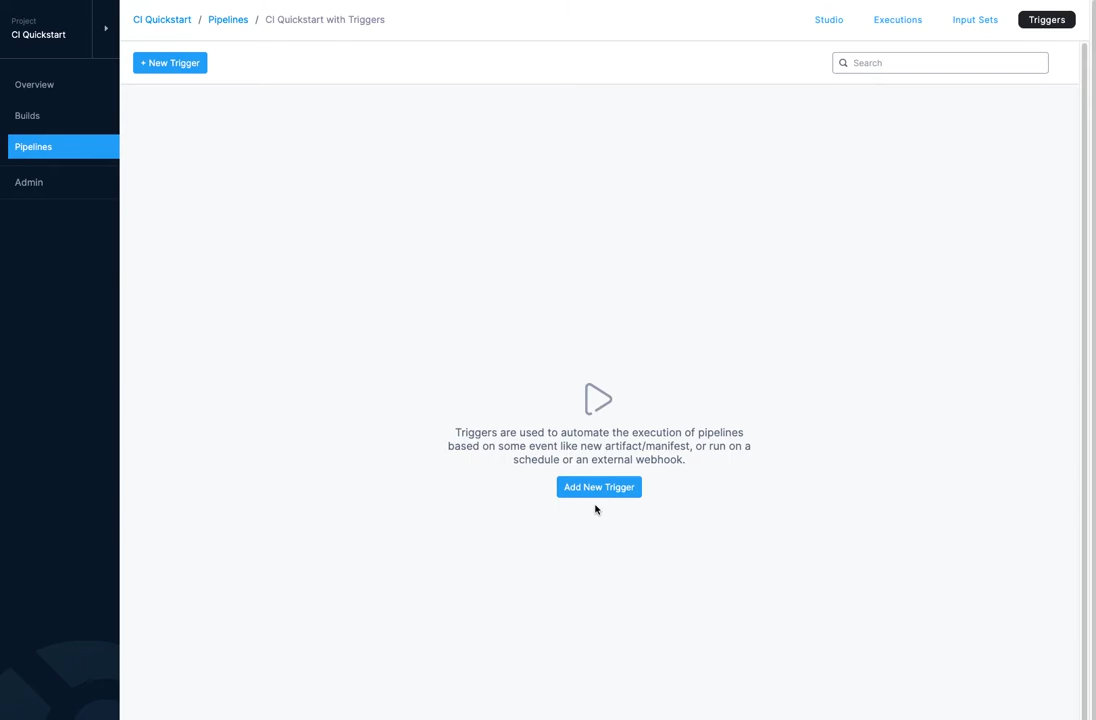 Project
CI Quickstart
CI Quickstart / Pipelines / CI Quickstart with Triggers
Studio
Executions
Input Sets
Triggers
+ New Trigger
Search
Overview
Builds
Pipelines
Admin
Triggers are used to automate the execution of pipelines
based on some event like new artifact/manifest, or run on a
schedule or an external webhook.
Add New Trigger